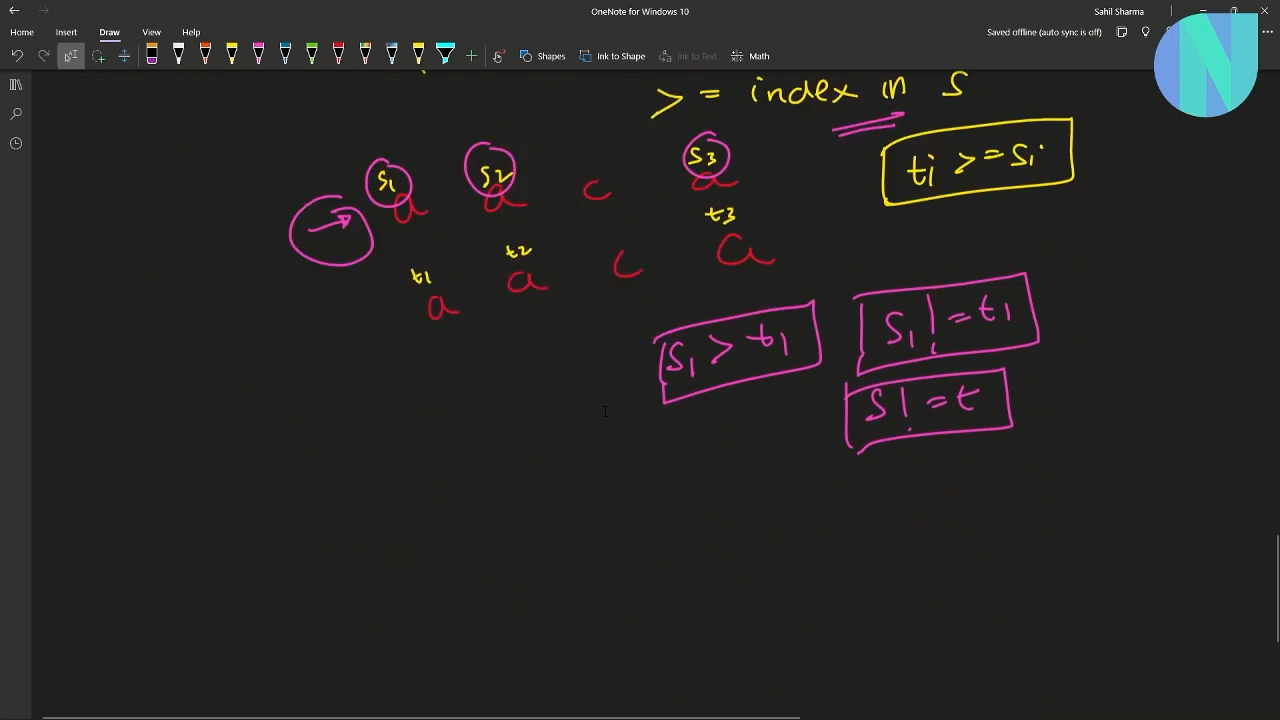 OneNote for Windows 10
Sahil Sharma
Home Insert Draw View Help
Saved offline (auto sync is off)
Shapes Ink to Shape Ink to Text Math
>= index in S
ti >= si
s1 s2 s3
a a c a
t1 t2 t3
a a c a
s1 > t1
s1 != t1
s != t